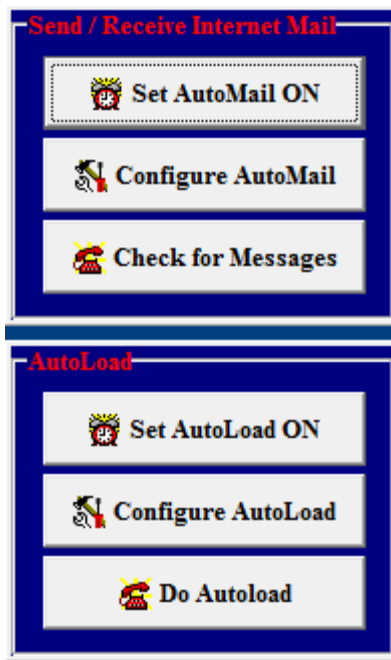 Send / Receive Internet Mail
Set AutoMail ON
Configure AutoMail
Check for Messages
AutoLoad
Set AutoLoad ON
Configure AutoLoad
Do Autoload